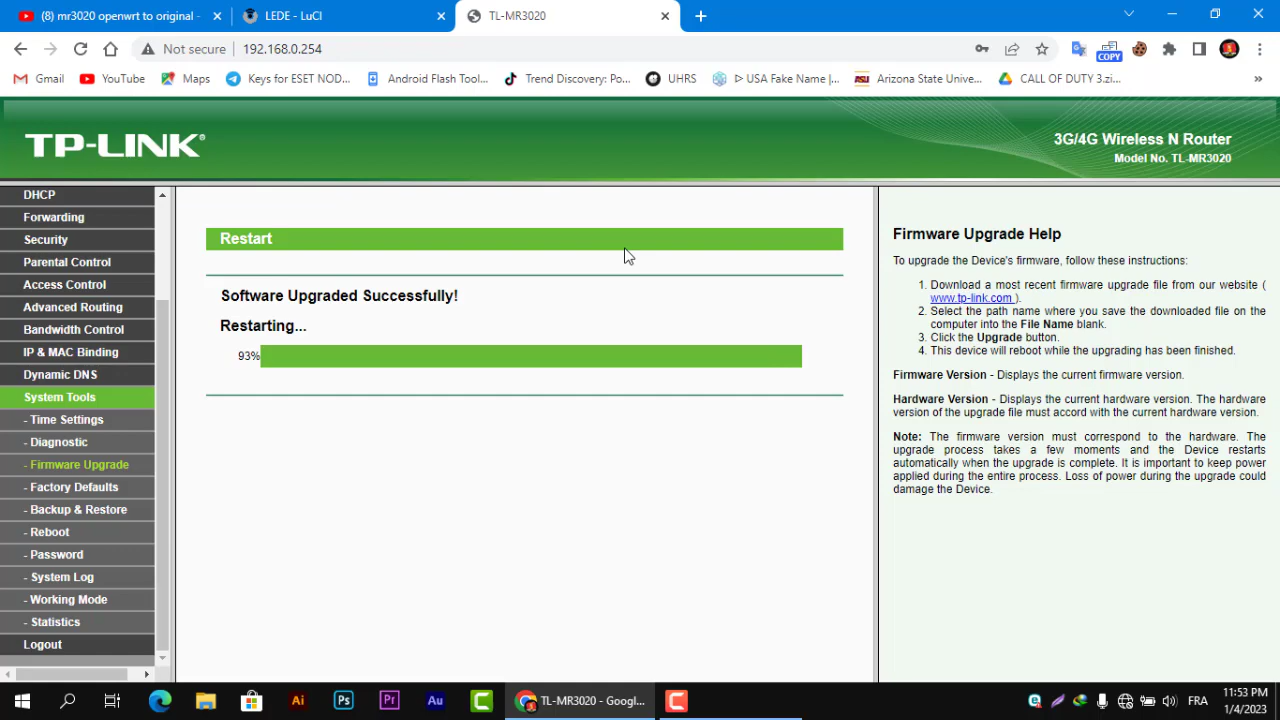 (8) mr3020 openwrt to original -
LEDE - LuCI
TL-MR3020
Not secure
192.168.0.254
COPY
Gmail
YouTube
Maps
Keys for ESET NOD...
Android Flash Tool...
Trend Discovery: Po...
UHRS
ᐅ USA Fake Name |...
ASU
Arizona State Unive...
CALL OF DUTY 3.zi...
»
TP-LINK®
3G/4G Wireless N Router
Model No. TL-MR3020
DHCP
Forwarding
Security
Parental Control
Access Control
Advanced Routing
Bandwidth Control
IP & MAC Binding
Dynamic DNS
System Tools
- Time Settings
- Diagnostic
- Firmware Upgrade
- Factory Defaults
- Backup & Restore
- Reboot
- Password
- System Log
- Working Mode
- Statistics
Logout
Restart
Software Upgraded Successfully!
Restarting...
93%
Firmware Upgrade Help
To upgrade the Device's firmware, follow these instructions:
1. Download a most recent firmware upgrade file from our website (
www.tp-link.com ).
2. Select the path name where you save the downloaded file on the
computer into the File Name blank.
3. Click the Upgrade button.
4. This device will reboot while the upgrading has been finished.
Firmware Version - Displays the current firmware version.
Hardware Version - Displays the current hardware version. The hardware
version of the upgrade file must accord with the current hardware version.
Note: The firmware version must correspond to the hardware. The
upgrade process takes a few moments and the Device restarts
automatically when the upgrade is complete. It is important to keep power
applied during the entire process. Loss of power during the upgrade could
damage the Device.
Ai
Ps
Pr
Au
C
TL-MR3020 - Googl...
C
FRA
11:53 PM
1/4/2023